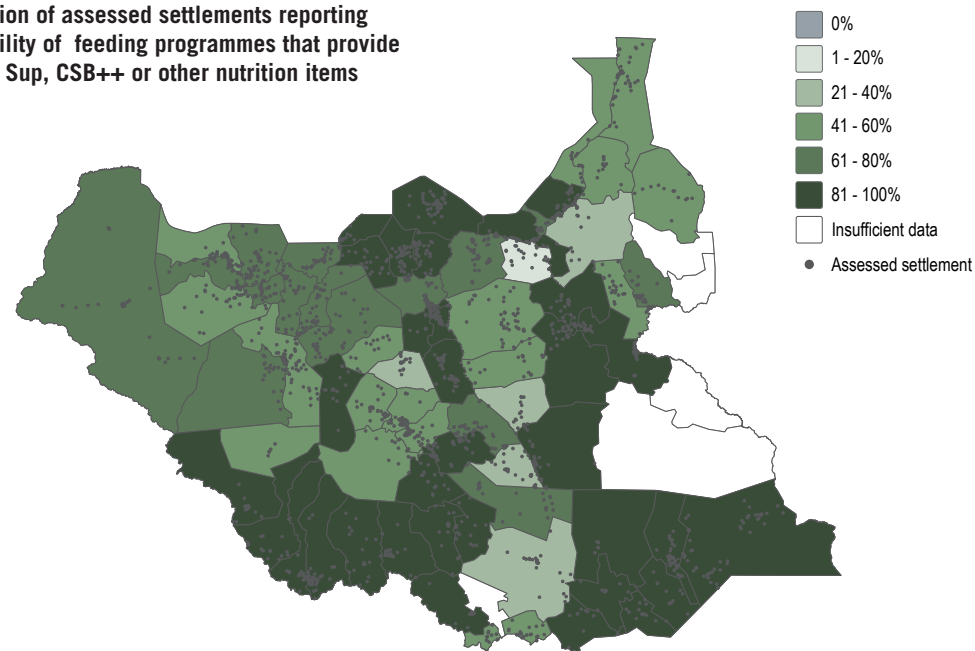 ion of assessed settlements reporting
ility of feeding programmes that provide
Sup, CSB++ or other nutrition items
0%
1 - 20%
21 - 40%
41 - 60%
61 - 80%
81 - 100%
Insufficient data
Assessed settlement